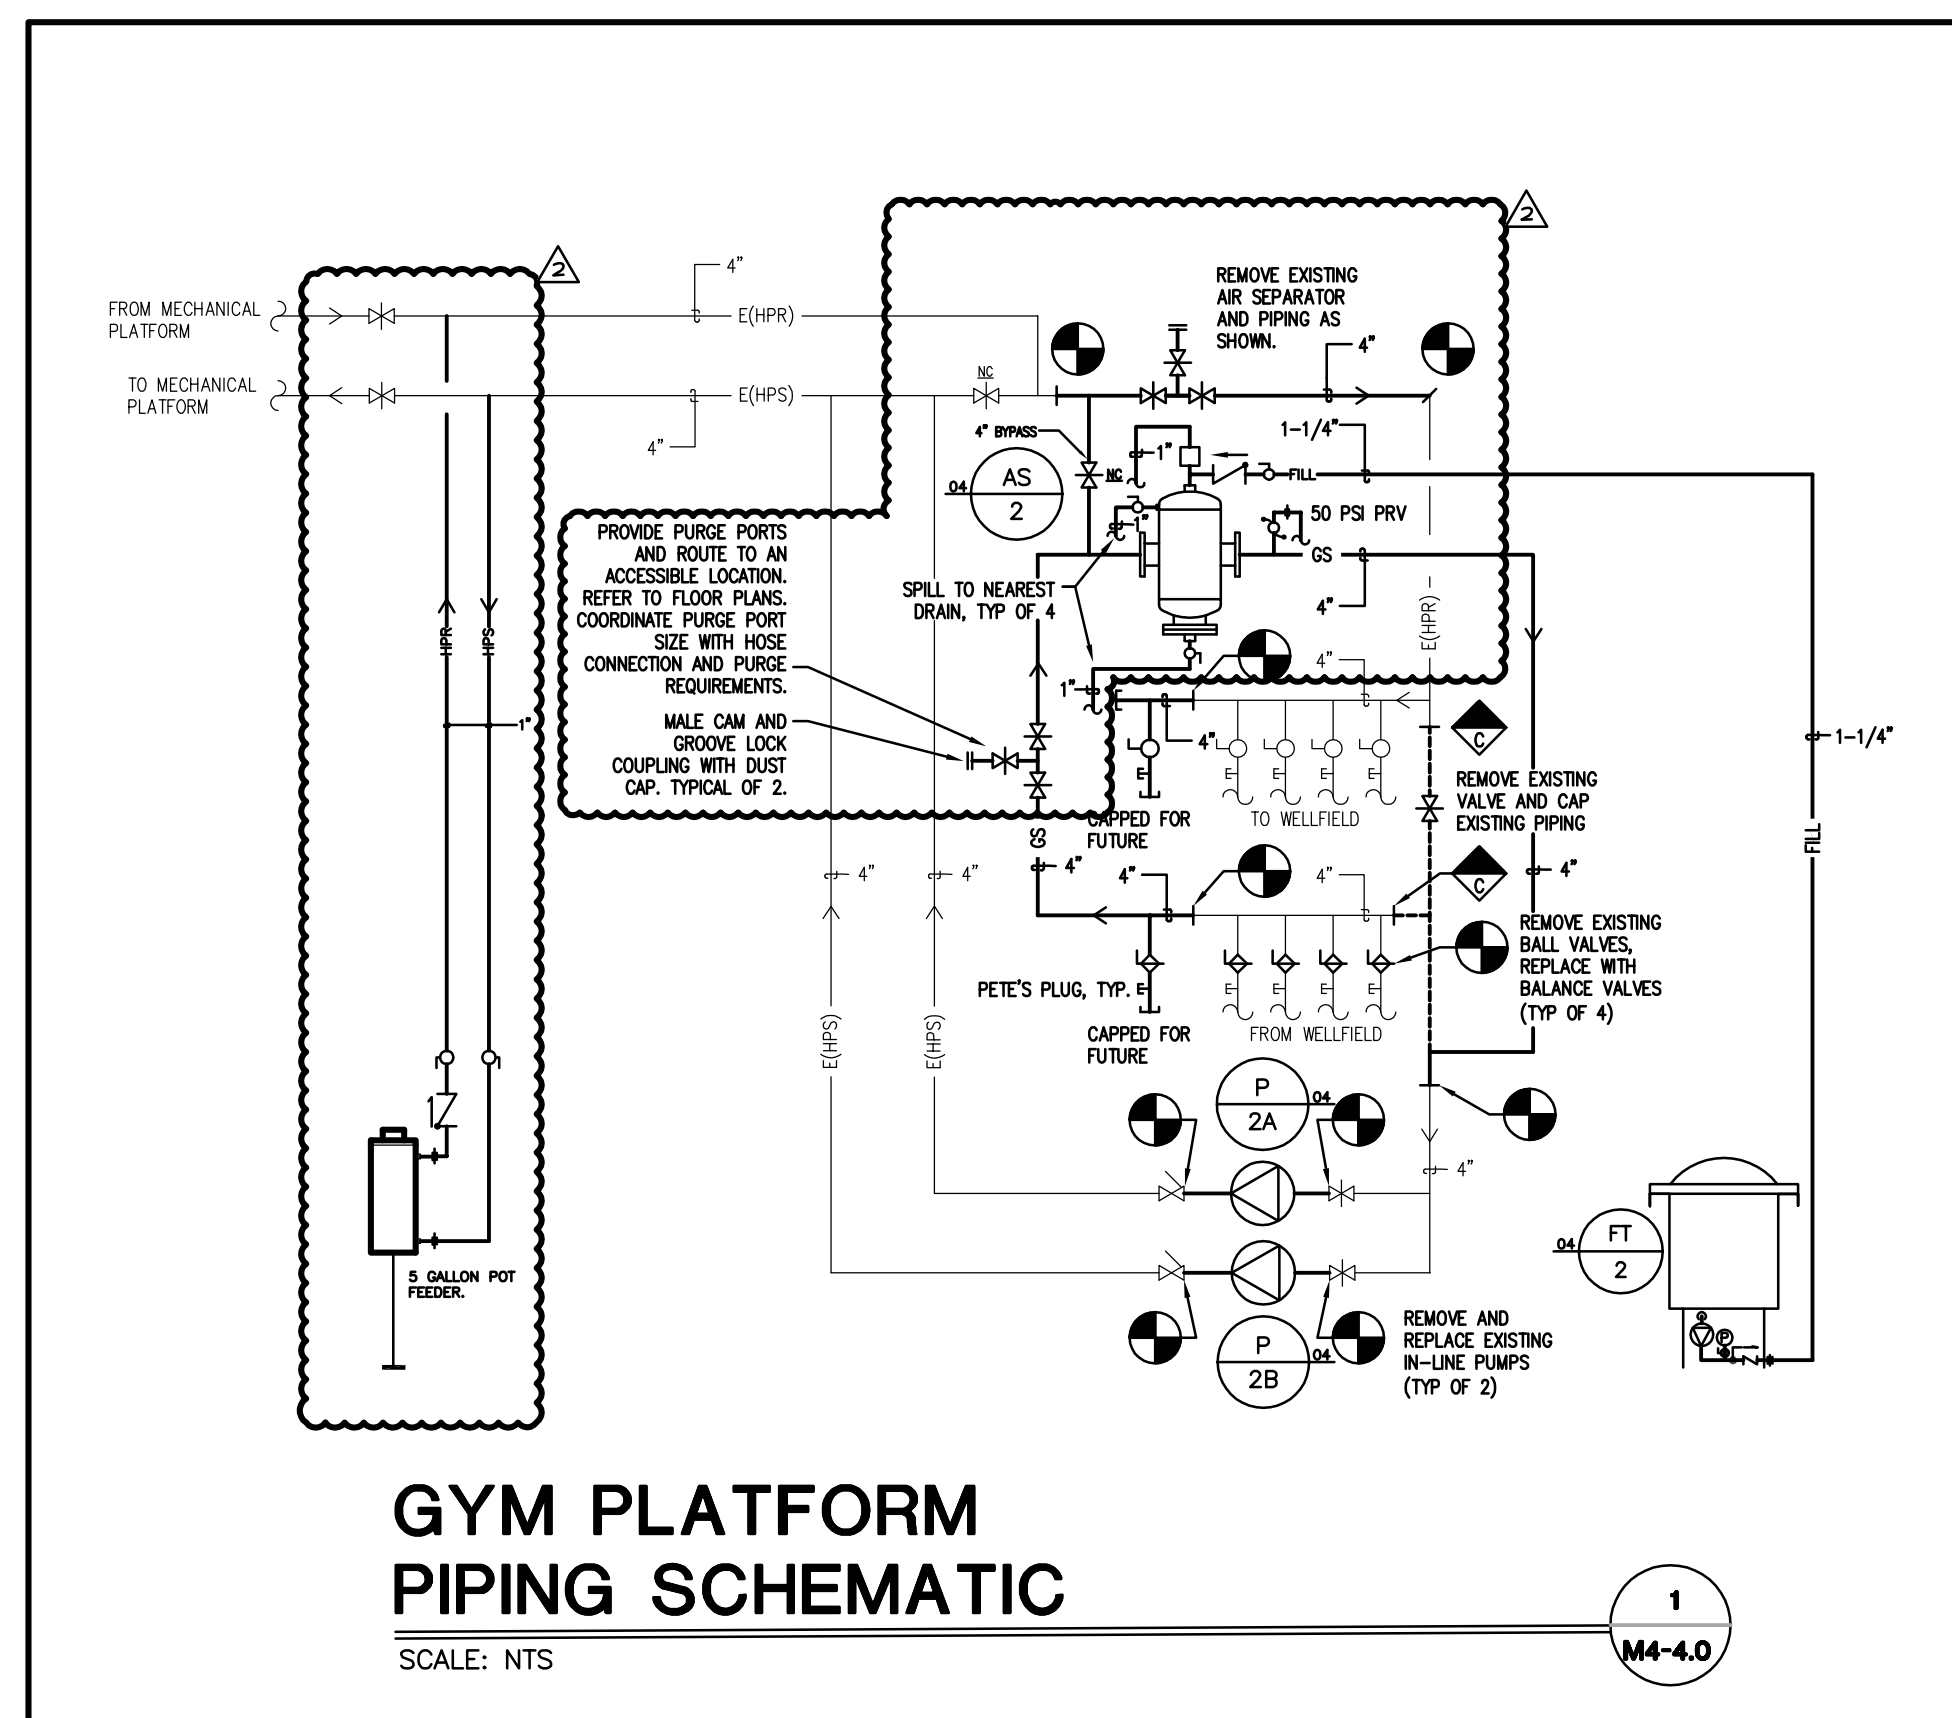 2
2
4"
FROM MECHANICAL
PLATFORM
E(HPR)
REMOVE EXISTING
AIR SEPARATOR
AND PIPING AS
SHOWN.
4"
TO MECHANICAL
PLATFORM
NC
E(HPS)
4"
4" BYPASS
1"
1-1/4"
04
AS
2
NC
FILL
50 PSI PRV
1"
GS
4"
PROVIDE PURGE PORTS
AND ROUTE TO AN
ACCESSIBLE LOCATION.
REFER TO FLOOR PLANS.
COORDINATE PURGE PORT
SIZE WITH HOSE
CONNECTION AND PURGE
REQUIREMENTS.
SPILL TO NEAREST
DRAIN, TYP OF 4
E(HPR)
HPR
HPS
1"
4"
1"
4"
MALE CAM AND
GROOVE LOCK
COUPLING WITH DUST
CAP. TYPICAL OF 2.
C
1-1/4"
E
E
E
E
E
REMOVE EXISTING
VALVE AND CAP
EXISTING PIPING
CAPPED FOR
FUTURE
TO WELLFIELD
GS
FILL
4"
4"
4"
4"
4"
C
4"
REMOVE EXISTING
BALL VALVES,
REPLACE WITH
BALANCE VALVES
(TYP OF 4)
PETE'S PLUG, TYP.
E
E
E
E
E
CAPPED FOR
FUTURE
FROM WELLFIELD
E(HPS)
E(HPS)
P
2A
04
4"
5 GALLON POT
FEEDER.
04
FT
2
P
P
2B
04
REMOVE AND
REPLACE EXISTING
IN-LINE PUMPS
(TYP OF 2)
GYM PLATFORM
PIPING SCHEMATIC
SCALE: NTS
1
M4-4.0